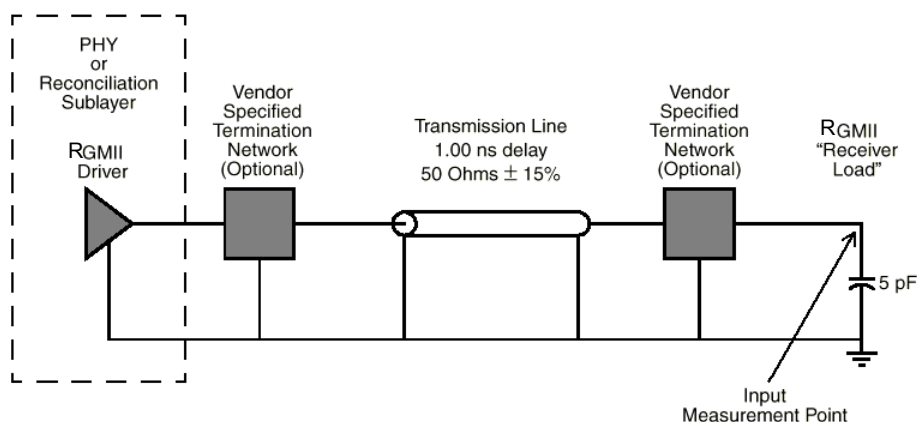 PHY
or
Reconciliation
Sublayer
RGMII
Driver
Vendor
Specified
Termination
Network
(Optional)
Transmission Line
1.00 ns delay
50 Ohms ± 15%
Vendor
Specified
Termination
Network
(Optional)
RGMII
“Receiver
Load”
5 pF
Input
Measurement Point